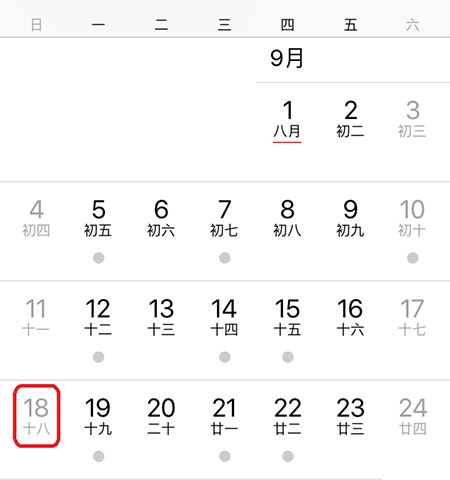 日 一 二 三 四 五 六
9月
1 2 3
八月 初二 初三
4 5 6 7 8 9 10
初四 初五 初六 初七 初八 初九 初十
11 12 13 14 15 16 17
十一 十二 十三 十四 十五 十六 十七
18 19 20 21 22 23 24
十八 十九 二十 廿一 廿二 廿三 廿四